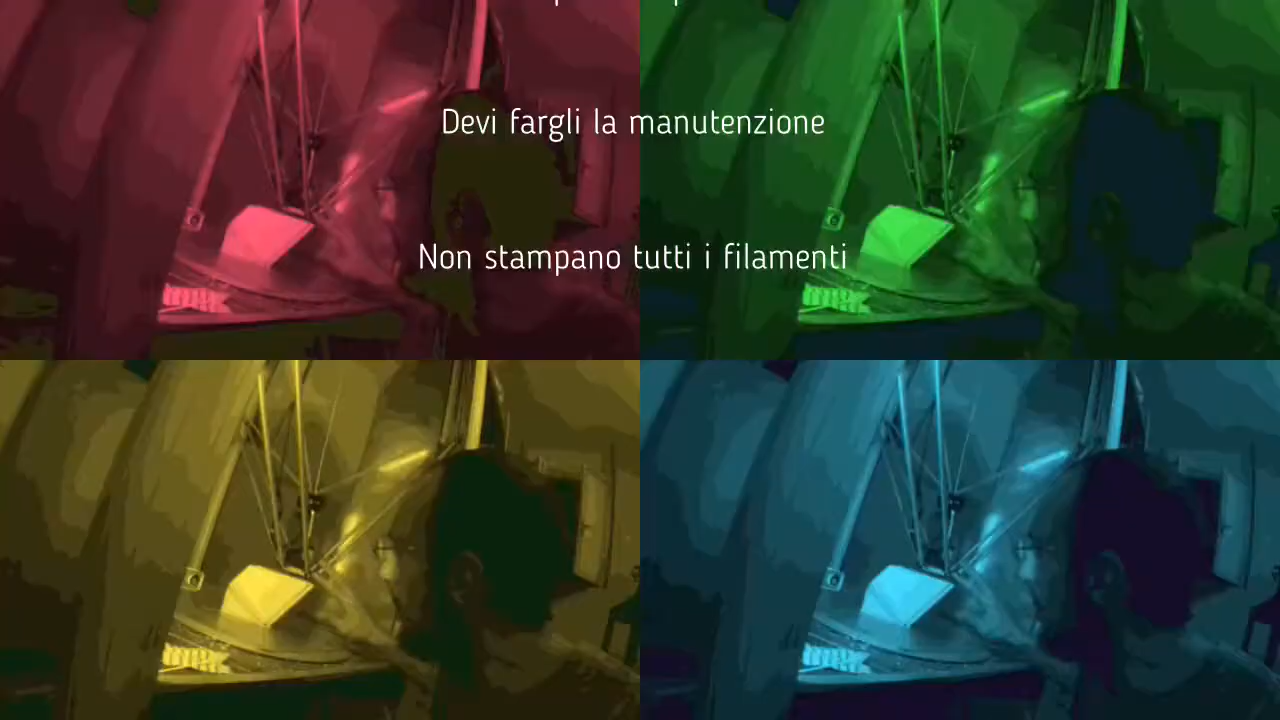 Devi fargli la manutenzione
Non stampano tutti i filamenti